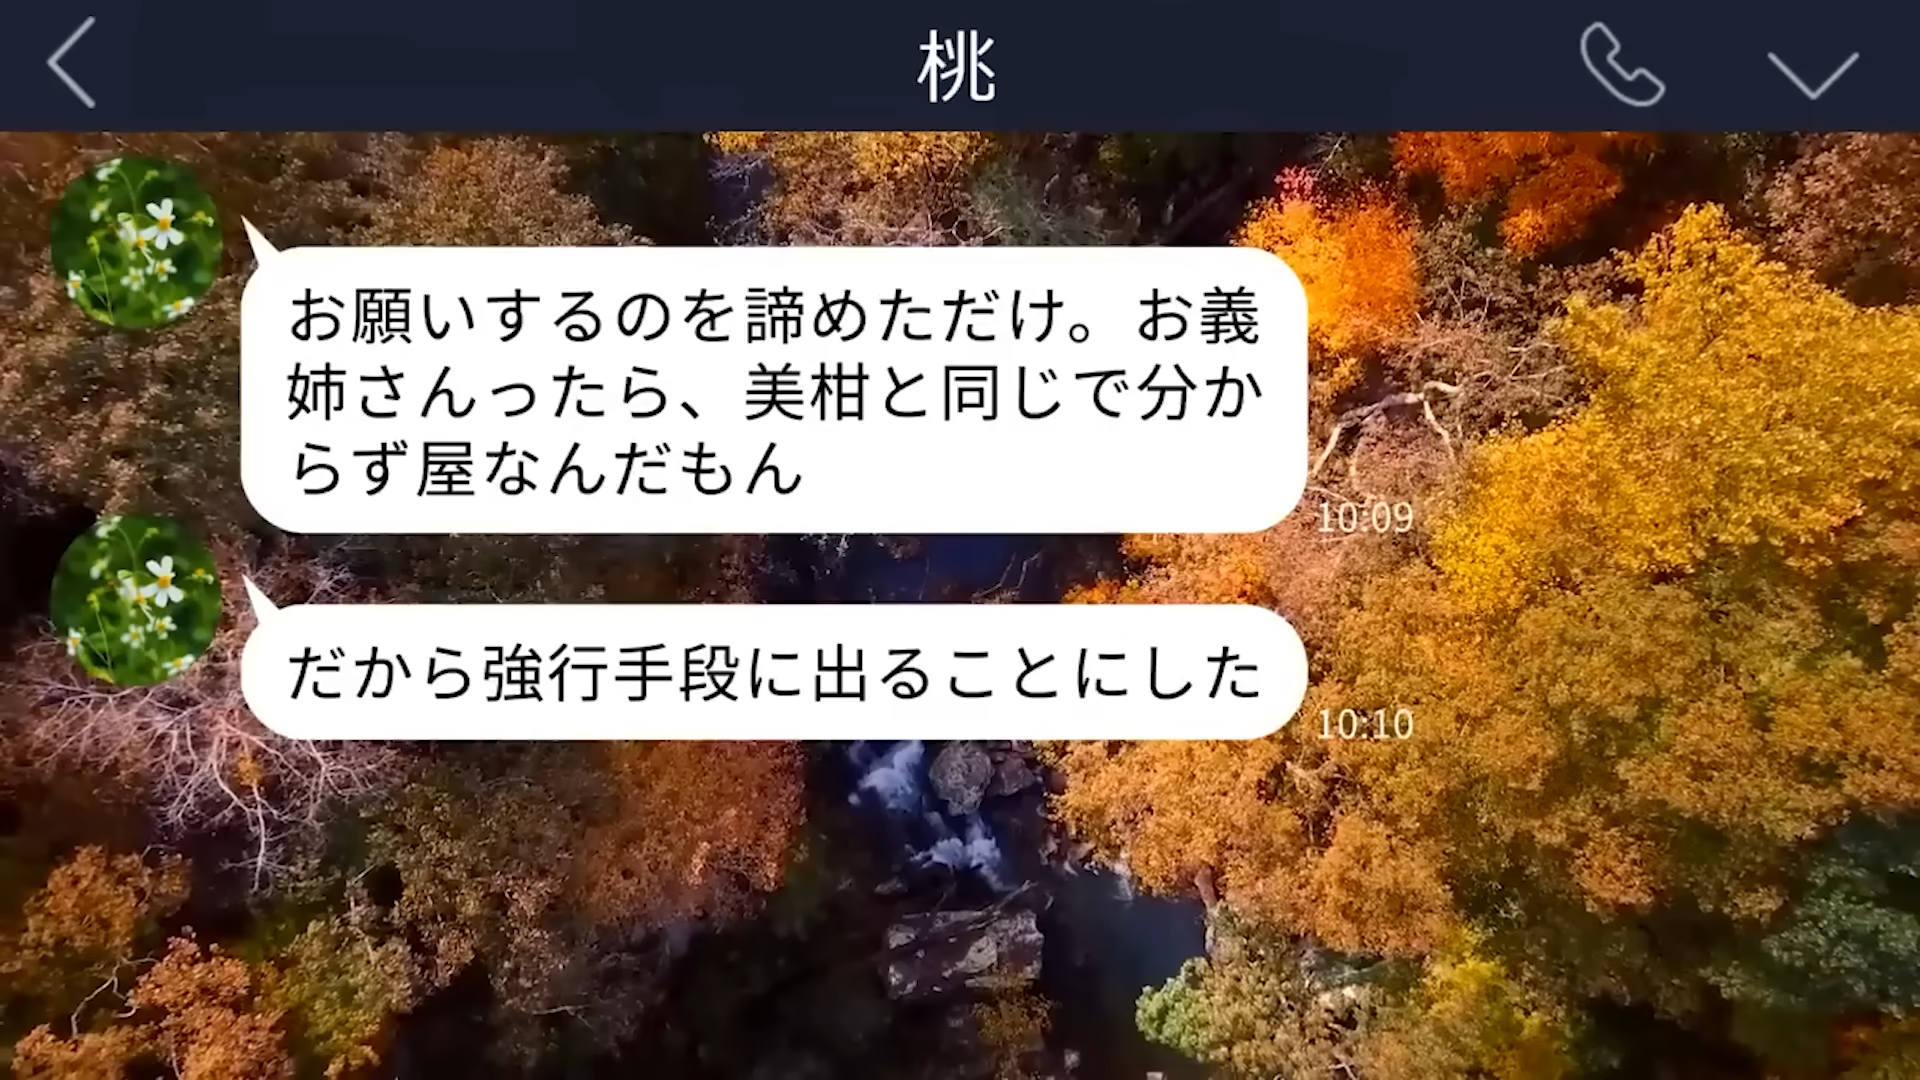 桃
お願いするのを諦めただけ。お義
姉さんったら、美柑と同じで分か
らず屋なんだもん
10:09
だから強行手段に出ることにした
10:10